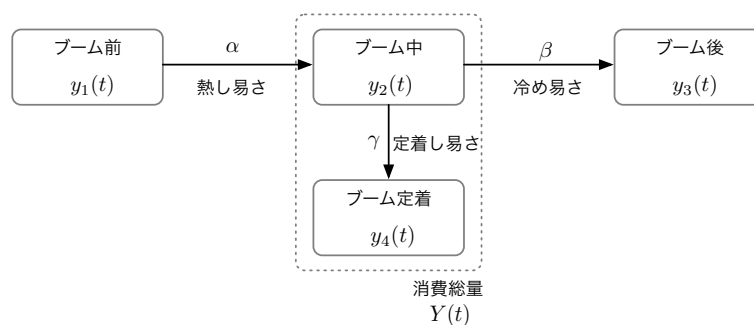 ブーム前
y₁(t)
α
熱し易さ
ブーム中
y₂(t)
β
冷め易さ
ブーム後
y₃(t)
γ 定着し易さ
ブーム定着
y₄(t)
消費総量
Y(t)